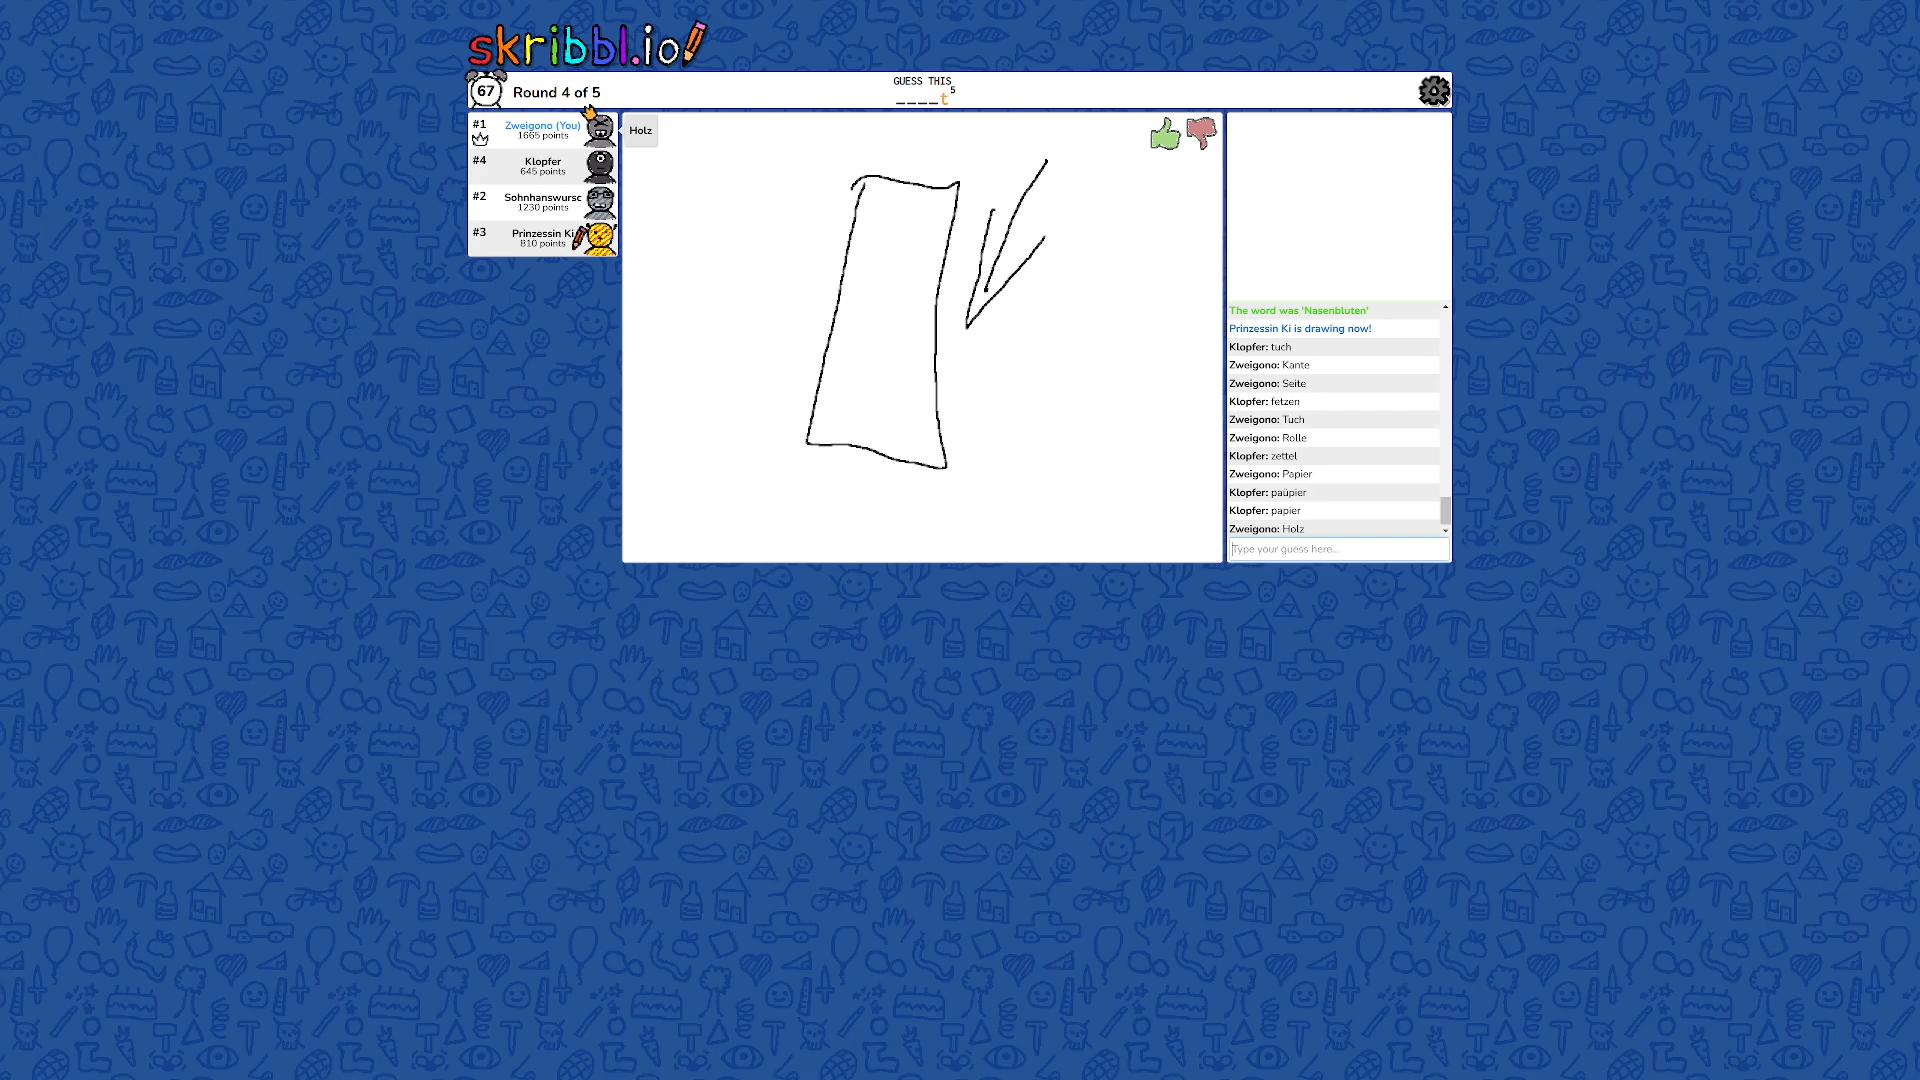 skribbl.io!
GUESS THIS
____t 5
67
Round 4 of 5
#1
Zweigono (You)
1665 points
#4
Klopfer
645 points
#2
Sohnhanswursc
1230 points
#3
Prinzessin Ki
810 points
Holz
The word was 'Nasenbluten'
Prinzessin Ki is drawing now!
Klopfer: tuch
Zweigono: Kante
Zweigono: Seite
Klopfer: fetzen
Zweigono: Tuch
Zweigono: Rolle
Klopfer: zettel
Zweigono: Papier
Klopfer: paüpier
Klopfer: papier
Zweigono: Holz
Type your guess here...